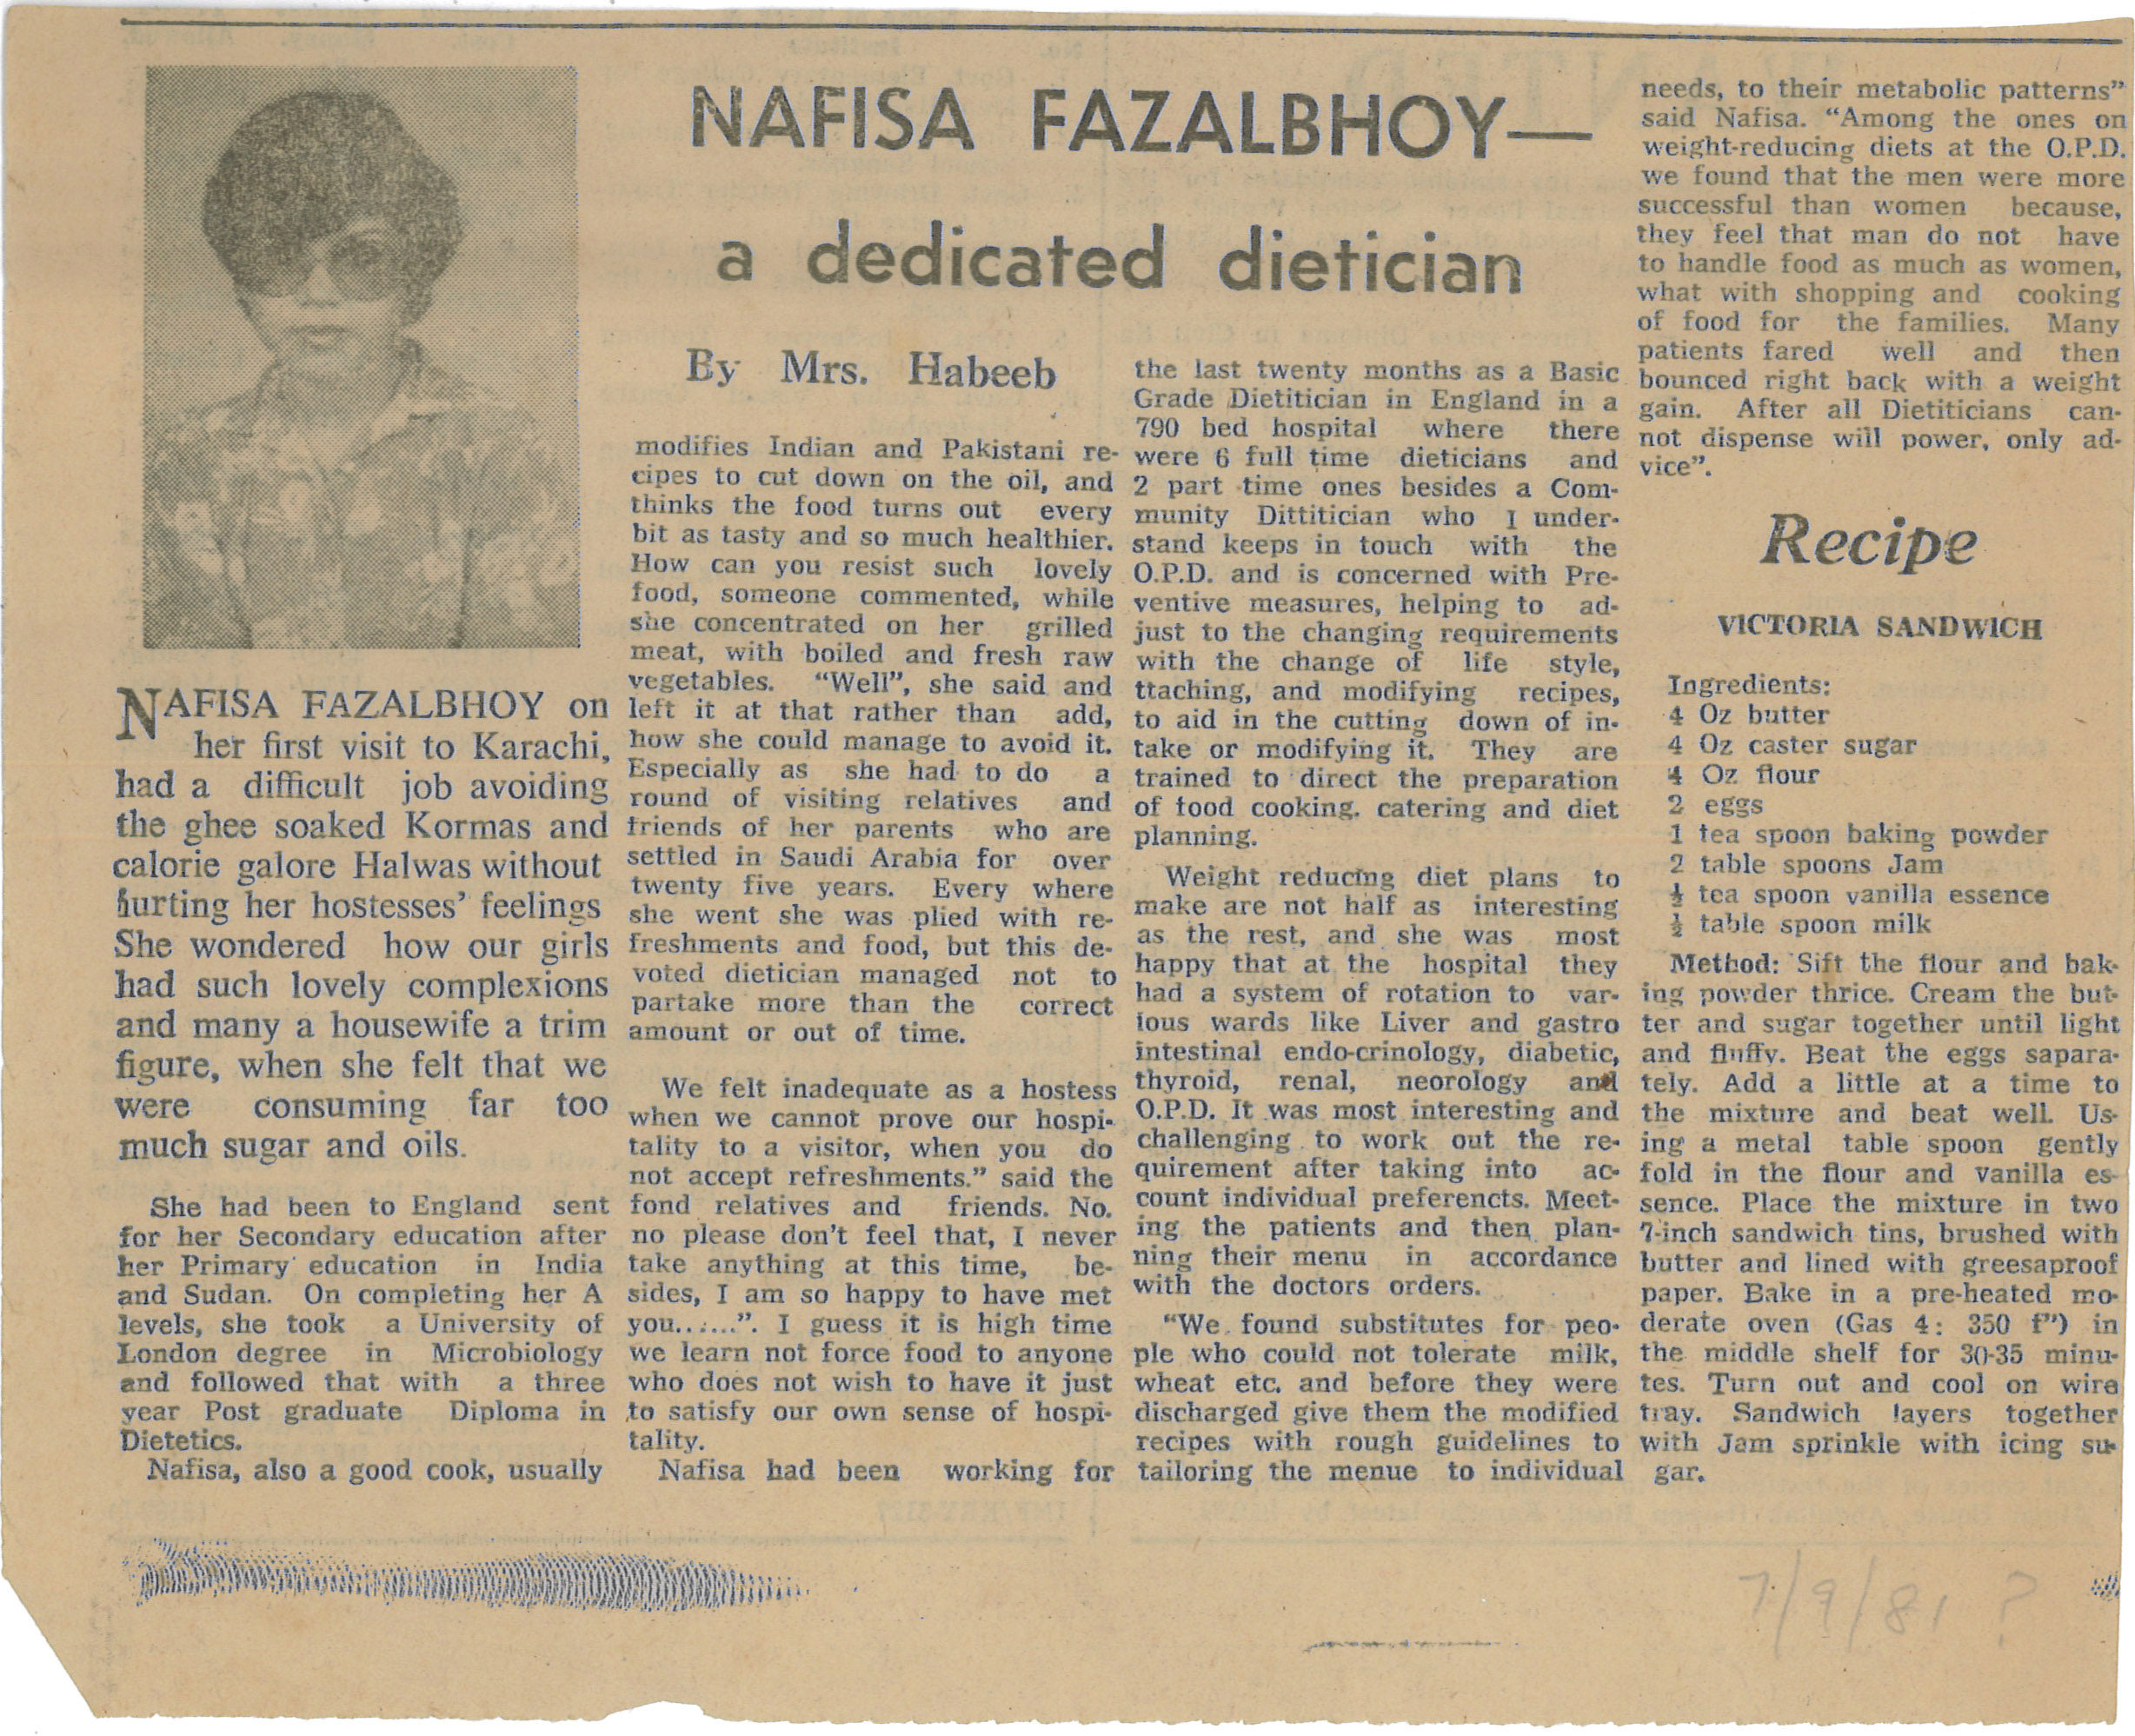 NAFISA FAZALBHOY—
a dedicated dietician
By Mrs. Habeeb
NAFISA FAZALBHOY on
her first visit to Karachi,
had a difficult job avoiding
the ghee soaked Kormas and
calorie galore Halwas without
hurting her hostesses' feelings
She wondered how our girls
had such lovely complexions
and many a housewife a trim
figure, when she felt that we
were consuming far too
much sugar and oils.
She had been to England sent
for her Secondary education after
her Primary education in India
and Sudan. On completing her A
levels, she took a University of
London degree in Microbiology
and followed that with a three
year Post graduate Diploma in
Dietetics.
Nafisa, also a good cook, usually
modifies Indian and Pakistani re-
cipes to cut down on the oil, and
thinks the food turns out every
bit as tasty and so much healthier.
How can you resist such lovely
food, someone commented, while
she concentrated on her grilled
meat, with boiled and fresh raw
vegetables. "Well", she said and
left it at that rather than add,
how she could manage to avoid it.
Especially as she had to do a
round of visiting relatives and
friends of her parents who are
settled in Saudi Arabia for over
twenty five years. Every where
she went she was plied with re-
freshments and food, but this de-
voted dietician managed not to
partake more than the correct
amount or out of time.
We felt inadequate as a hostess
when we cannot prove our hospi-
tality to a visitor, when you do
not accept refreshments." said the
fond relatives and friends. No.
no please don't feel that, I never
take anything at this time, be-
sides, I am so happy to have met
you......". I guess it is high time
we learn not force food to anyone
who does not wish to have it just
to satisfy our own sense of hospi-
tality.
Nafisa had been working for
the last twenty months as a Basic
Grade Dietitician in England in a
790 bed hospital where there
were 6 full time dieticians and
2 part time ones besides a Com-
munity Dittitician who I under-
stand keeps in touch with the
O.P.D. and is concerned with Pre-
ventive measures, helping to ad-
just to the changing requirements
with the change of life style,
ttaching, and modifying recipes,
to aid in the cutting down of in-
take or modifying it. They are
trained to direct the preparation
of food cooking. catering and diet
planning.
Weight reducing diet plans to
make are not half as interesting
as the rest, and she was most
happy that at the hospital they
had a system of rotation to var-
ious wards like Liver and gastro
intestinal endo-crinology, diabetic,
thyroid, renal, neorology and
O.P.D. It was most interesting and
challenging to work out the re-
quirement after taking into ac-
count individual preferencts. Meet-
ing the patients and then plan-
ning their menu in accordance
with the doctors orders.
"We found substitutes for peo-
ple who could not tolerate milk,
wheat etc. and before they were
discharged give them the modified
recipes with rough guidelines to
tailoring the menue to individual
needs, to their metabolic patterns"
said Nafisa. "Among the ones on
weight-reducing diets at the O.P.D.
we found that the men were more
successful than women because,
they feel that man do not have
to handle food as much as women,
what with shopping and cooking
of food for the families. Many
patients fared well and then
bounced right back with a weight
gain. After all Dietiticians can-
not dispense will power, only ad-
vice".
Recipe
VICTORIA SANDWICH
Ingredients:
4 Oz butter
4 Oz caster sugar
4 Oz flour
2 eggs
1 tea spoon baking powder
2 table spoons Jam
½ tea spoon vanilla essence
½ table spoon milk
Method: Sift the flour and bak-
ing powder thrice. Cream the but-
ter and sugar together until light
and fluffy. Beat the eggs sapara-
tely. Add a little at a time to
the mixture and beat well. Us-
ing a metal table spoon gently
fold in the flour and vanilla es-
sence. Place the mixture in two
7-inch sandwich tins, brushed with
butter and lined with greesaproof
paper. Bake in a pre-heated mo-
derate oven (Gas 4: 350 f") in
the middle shelf for 30-35 minu-
tes. Turn out and cool on wire
tray. Sandwich layers together
with Jam sprinkle with icing su-
gar.
7/9/81 ?